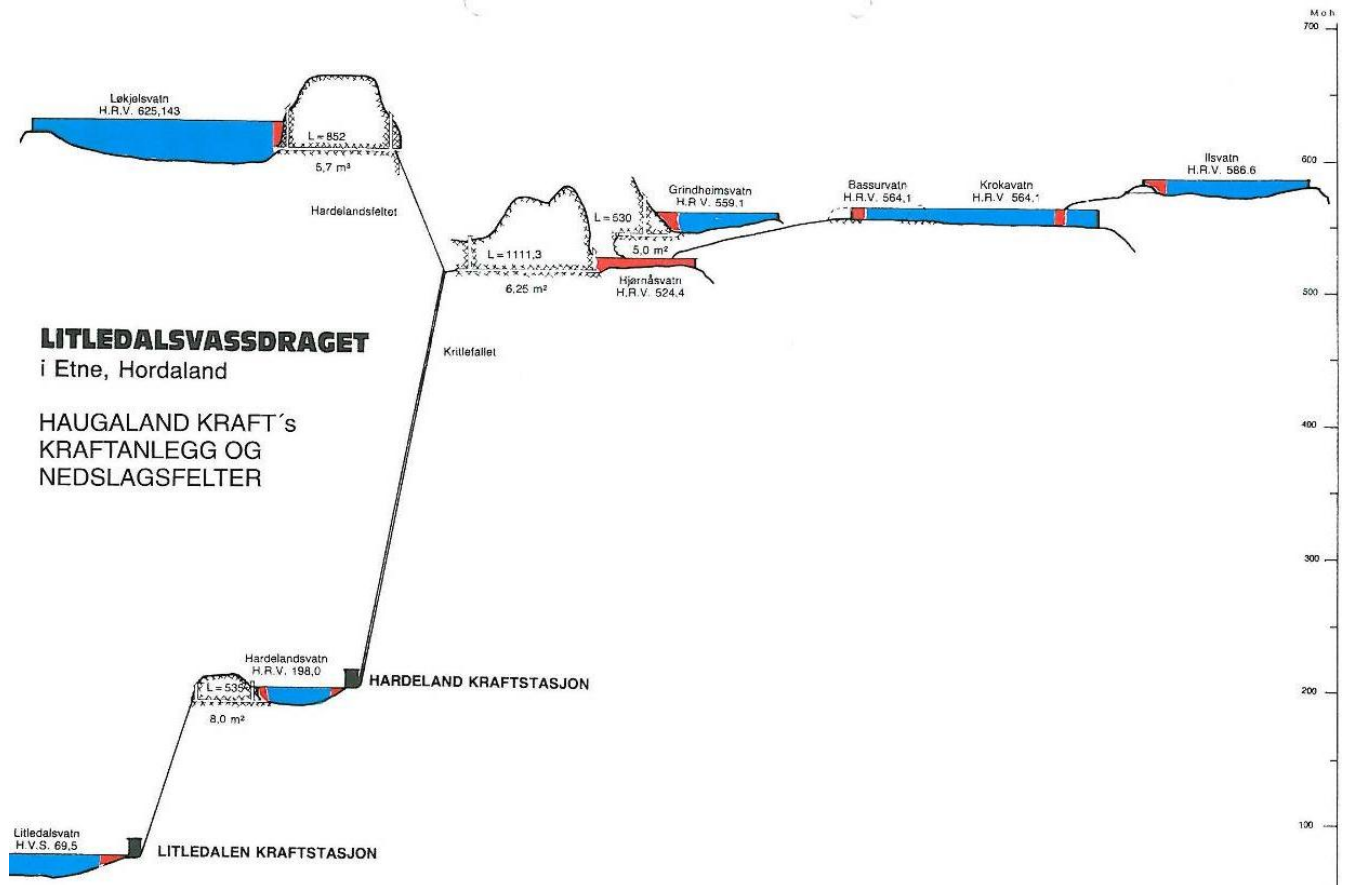 M o h
700
Løkjelsvatn
H.R.V. 625,143
L = 852
5,7 m²
Hardelandsfeltet
600
Ilsvatn
H.R.V. 586.6
Bassurvatn
H.R.V. 564,1
Krokavatn
H.R.V 564.1
Grindheimsvatn
H.R V. 559.1
L = 630
5,0 m²
L = 1111,3
6,25 m²
Hjørnåsvatn
H.R.V. 524.4
500
LITLEDALSVASSDRAGET
i Etne, Hordaland
Kritlefallet
HAUGALAND KRAFT´s
KRAFTANLEGG OG
NEDSLAGSFELTER
400
300
Hardelandsvatn
H.R.V. 198,0
HARDELAND KRAFTSTASJON
L = 535
8,0 m²
200
Litledalsvatn
H.V.S. 69,5
LITLEDALEN KRAFTSTASJON
100